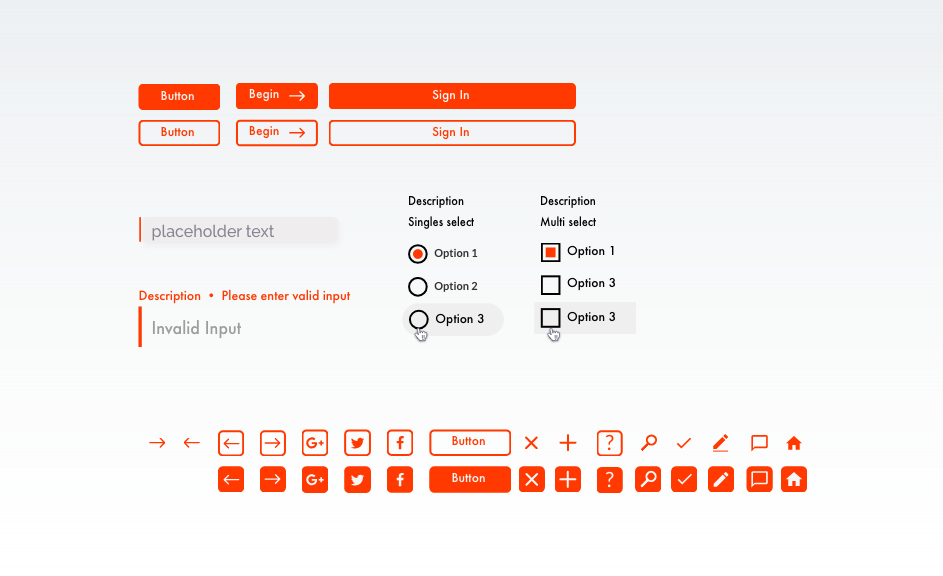 Button Begin Sign In
Button Begin Sign In
Description Description
Singles select Multi select
placeholder text
Option 1 Option 1
Option 2 Option 3
Description • Please enter valid input
Option 3 Option 3
Invalid Input
G+ f Button ?
G+ f Button ?